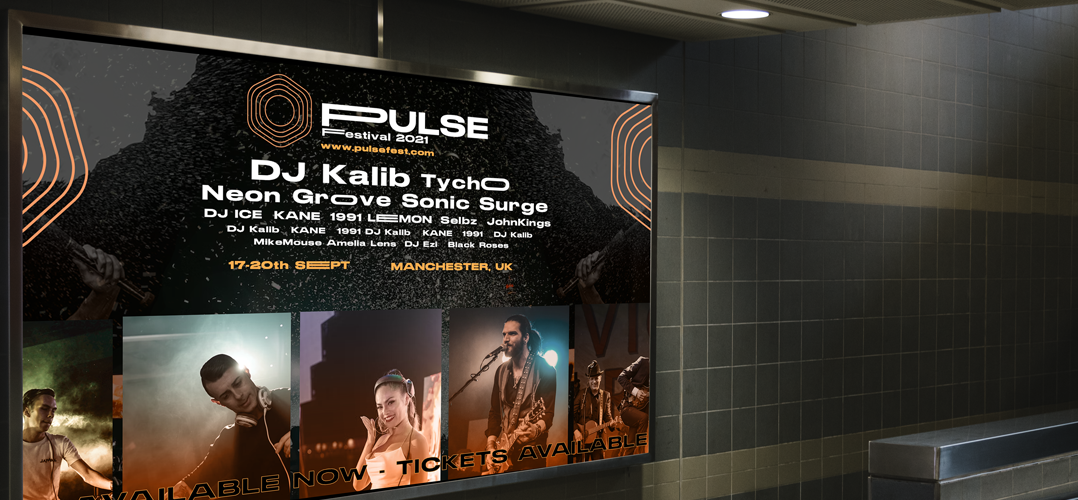 PULSE
Festival 2021
www.pulsefest.com
DJ Kalib Tycho
Neon Groove Sonic Surge
DJ ICE KANE 1991 LEMON Selbz JohnKings
DJ Kalib KANE 1991 DJ Kalib KANE 1991 DJ Kalib
MikeMouse Amelia Lens DJ Ezi Black Roses
17-20th SEPT MANCHESTER, UK
AVAILABLE NOW - TICKETS AVAILABLE